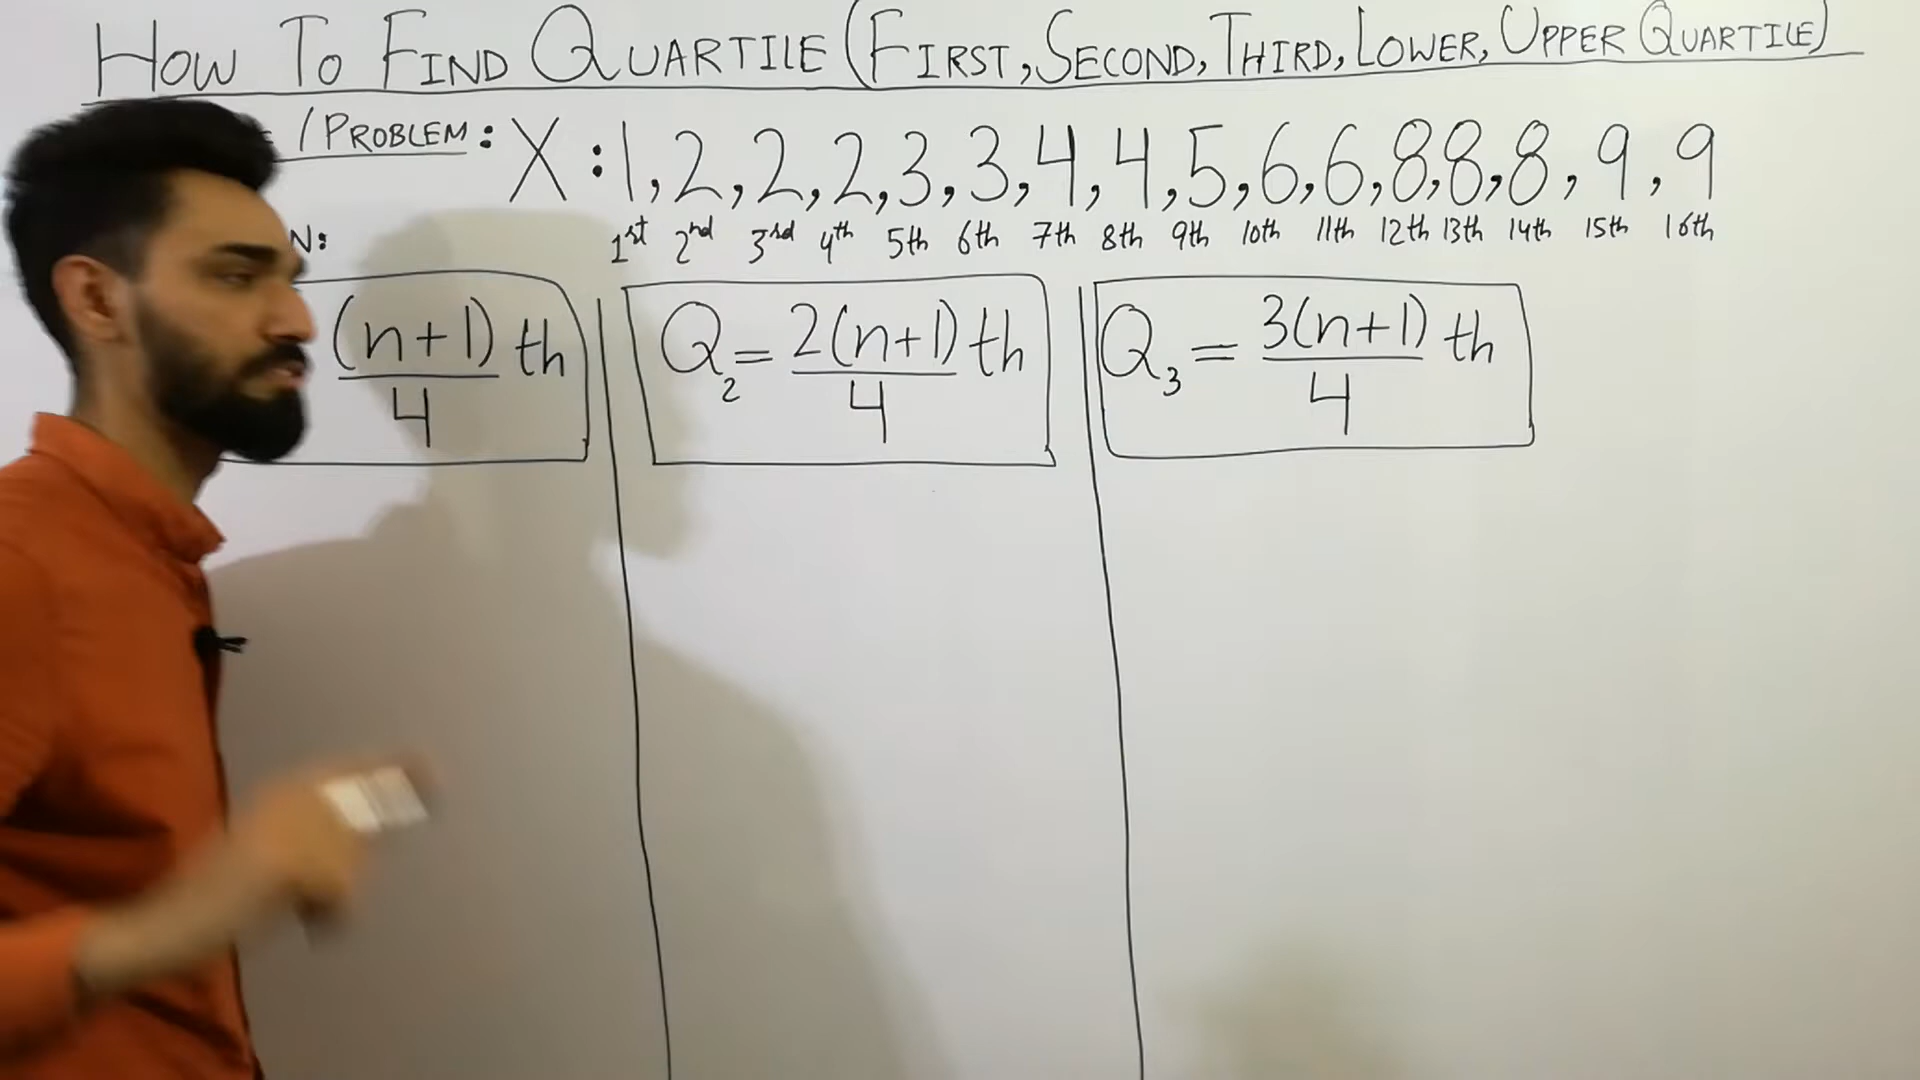 HOW TO FIND QUARTILE (FIRST, SECOND, THIRD, LOWER, UPPER QUARTILE)
/PROBLEM: X : 1, 2, 2, 2, 3, 3, 4, 4, 5, 6, 6, 8, 8, 8, 9, 9
1st 2nd 3rd 4th 5th 6th 7th 8th 9th 10th 11th 12th 13th 14th 15th 16th
N:
(n+1)/4 th
Q2 = 2(n+1)/4 th
Q3 = 3(n+1)/4 th